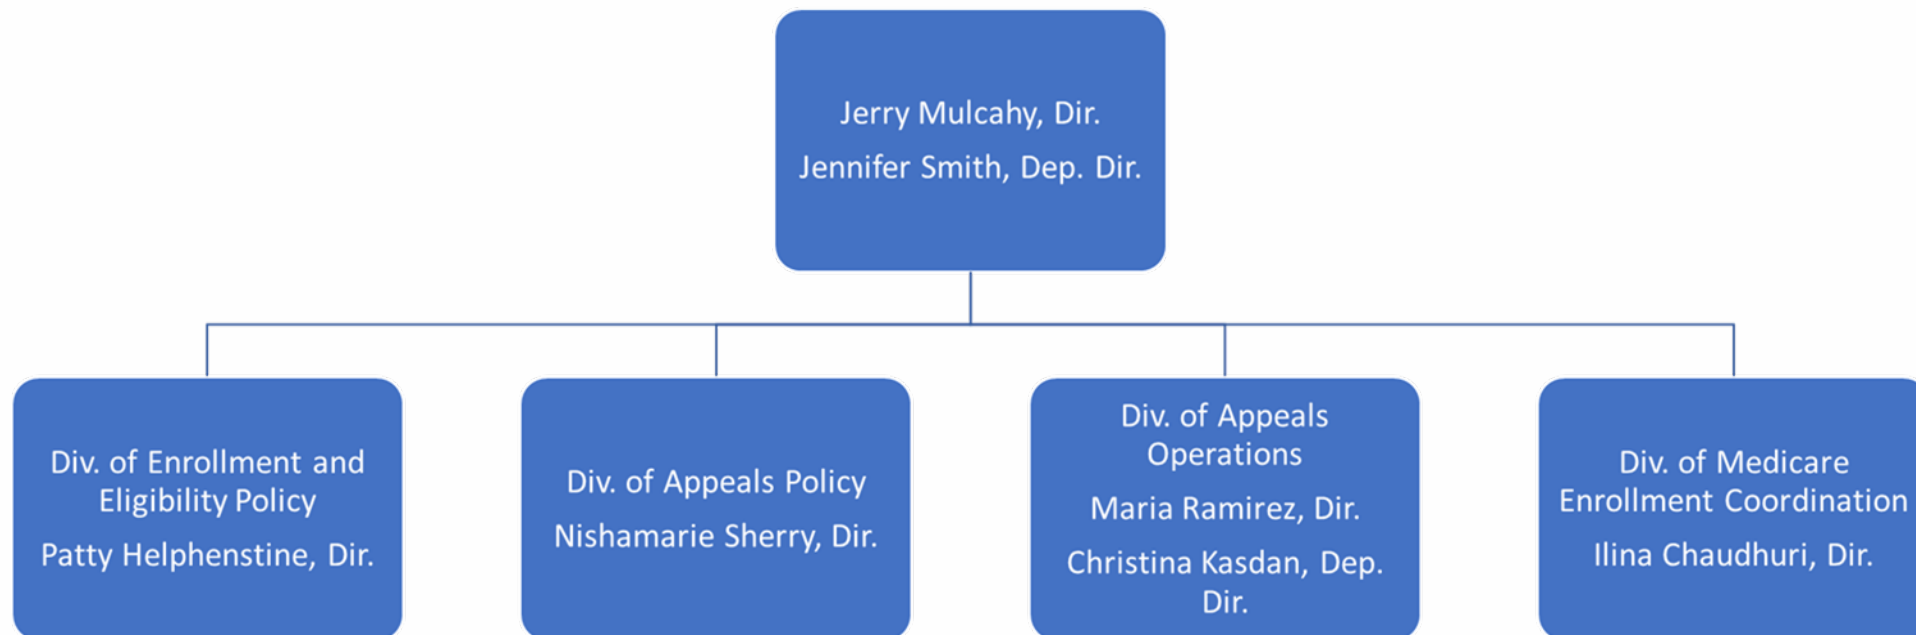 Jerry Mulcahy, Dir.
Jennifer Smith, Dep. Dir.
Div. of Enrollment and
Eligibility Policy
Patty Helphenstine, Dir.
Div. of Appeals Policy
Nishamarie Sherry, Dir.
Div. of Appeals
Operations
Maria Ramirez, Dir.
Christina Kasdan, Dep.
Dir.
Div. of Medicare
Enrollment Coordination
Ilina Chaudhuri, Dir.